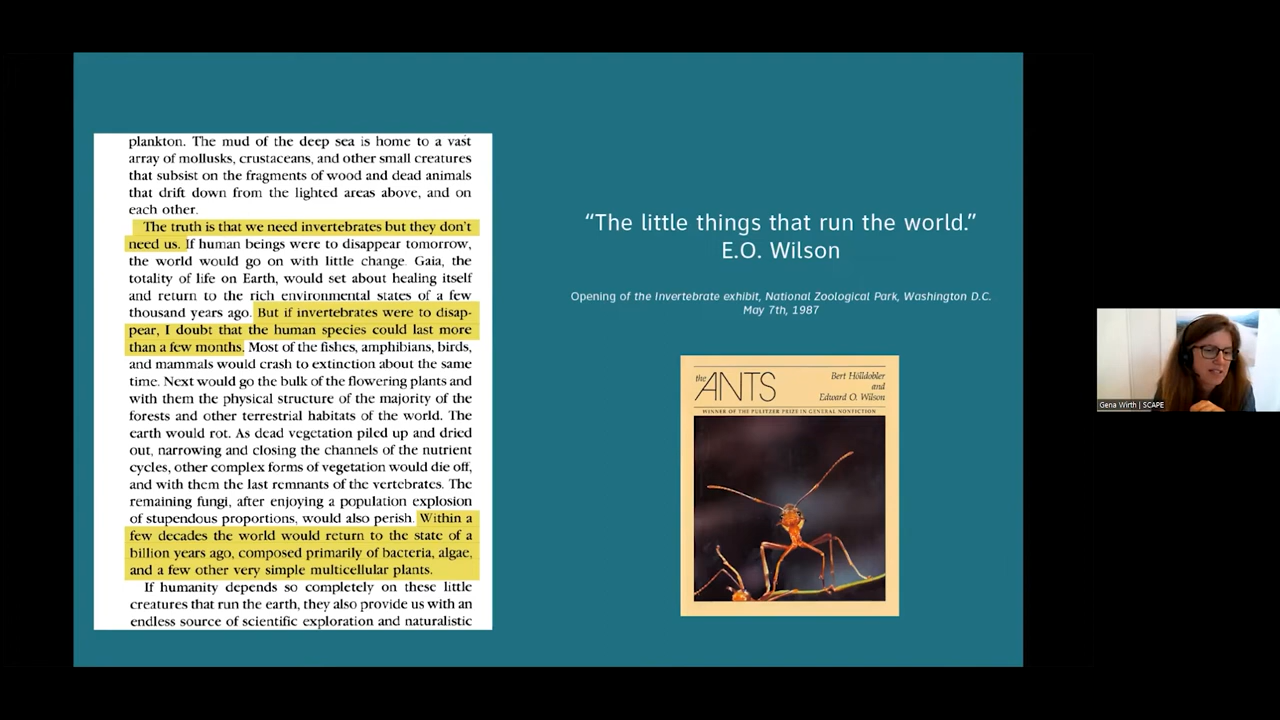 plankton. The mud of the deep sea is home to a vast
array of mollusks, crustaceans, and other small creatures
that subsist on the fragments of wood and dead animals
that drift down from the lighted areas above, and on
each other.
The truth is that we need invertebrates but they don't
need us. If human beings were to disappear tomorrow,
the world would go on with little change. Gaia, the
totality of life on Earth, would set about healing itself
and return to the rich environmental states of a few
thousand years ago. But if invertebrates were to disap-
pear, I doubt that the human species could last more
than a few months. Most of the fishes, amphibians, birds,
and mammals would crash to extinction about the same
time. Next would go the bulk of the flowering plants and
with them the physical structure of the majority of the
forests and other terrestrial habitats of the world. The
earth would rot. As dead vegetation piled up and dried
out, narrowing and closing the channels of the nutrient
cycles, other complex forms of vegetation would die off,
and with them the last remnants of the vertebrates. The
remaining fungi, after enjoying a population explosion
of stupendous proportions, would also perish. Within a
few decades the world would return to the state of a
billion years ago, composed primarily of bacteria, algae,
and a few other very simple multicellular plants.
If humanity depends so completely on these little
creatures that run the earth, they also provide us with an
endless source of scientific exploration and naturalistic
“The little things that run the world.”
E.O. Wilson
Opening of the Invertebrate exhibit, National Zoological Park, Washington D.C.
May 7th, 1987
the ANTS
Bert Hölldobler
and
Edward O. Wilson
WINNER OF THE PULITZER PRIZE IN GENERAL NONFICTION
Gena Wirth | SCAPE